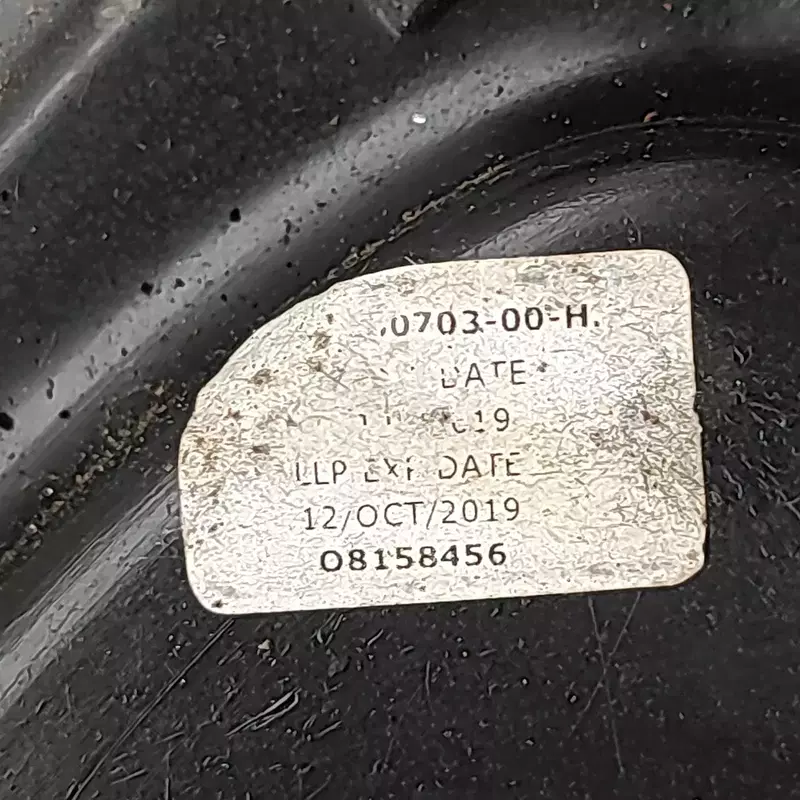 0703-00-H
DATE
LLP EXP DATE
12/OCT/2019
08158456